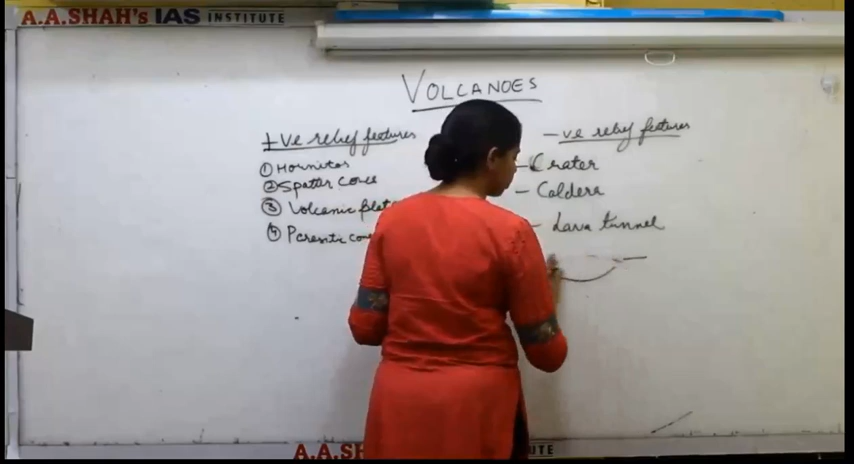 A.A.SHAH's IAS INSTITUTE
VOLCANOES
+ve relief features
① Hornitos
② Spatter cones
③ Volcanic
④ Parasitic
-ve relief features
- Crater
- Caldera
- Lava tunnel
A.A.SH